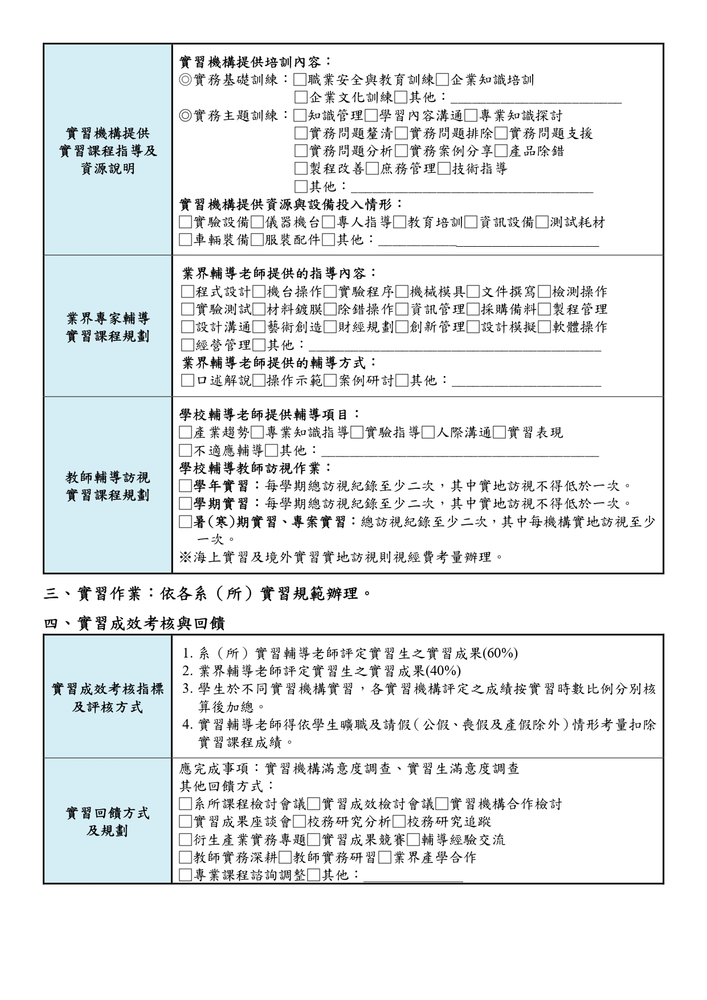 實習機構提供
實習課程指導及
資源說明
實習機構提供培訓內容：
◎實務基礎訓練：□職業安全與教育訓練□企業知識培訓
□企業文化訓練□其他：________________________
◎實務主題訓練：□知識管理□學習內容溝通□專業知識探討
□實務問題釐清□實務問題排除□實務問題支援
□實務問題分析□實務案例分享□產品除錯
□製程改善□庶務管理□技術指導
□其他：__________________________________
實習機構提供資源與設備投入情形：
□實驗設備□儀器機台□專人指導□教育培訓□資訊設備□測試耗材
□車輛裝備□服裝配件□其他：_______________________________
業界專家輔導
實習課程規劃
業界輔導老師提供的指導內容：
□程式設計□機台操作□實驗程序□機械模具□文件撰寫□檢測操作
□實驗測試□材料鍍膜□除錯操作□資訊管理□採購備料□製程管理
□設計溝通□藝術創造□財經規劃□創新管理□設計模擬□軟體操作
□經營管理□其他：_________________________________________
業界輔導老師提供的輔導方式：
□口述解說□操作示範□案例研討□其他：_____________________
教師輔導訪視
實習課程規劃
學校輔導老師提供輔導項目：
□產業趨勢□專業知識指導□實驗指導□人際溝通□實習表現
□不適應輔導□其他：_______________________________________
學校輔導教師訪視作業：
□學年實習：每學期總訪視紀錄至少二次，其中實地訪視不得低於一次。
□學期實習：每學期總訪視紀錄至少二次，其中實地訪視不得低於一次。
□暑(寒)期實習、專案實習：總訪視紀錄至少二次，其中每機構實地訪視至少
一次。
※海上實習及境外實習實地訪視則視經費考量辦理。
三、實習作業：依各系（所）實習規範辦理。
四、實習成效考核與回饋
實習成效考核指標
及評核方式
1. 系（所）實習輔導老師評定實習生之實習成果(60%)
2. 業界輔導老師評定實習生之實習成果(40%)
3. 學生於不同實習機構實習，各實習機構評定之成績按實習時數比例分別核
算後加總。
4. 實習輔導老師得依學生曠職及請假（公假、喪假及產假除外）情形考量扣除
實習課程成績。
實習回饋方式
及規劃
應完成事項：實習機構滿意度調查、實習生滿意度調查
其他回饋方式：
□系所課程檢討會議□實習成效檢討會議□實習機構合作檢討
□實習成果座談會□校務研究分析□校務研究追蹤
□衍生產業實務專題□實習成果競賽□輔導經驗交流
□教師實務深耕□教師實務研習□業界產學合作
□專業課程諮詢調整□其他：______________